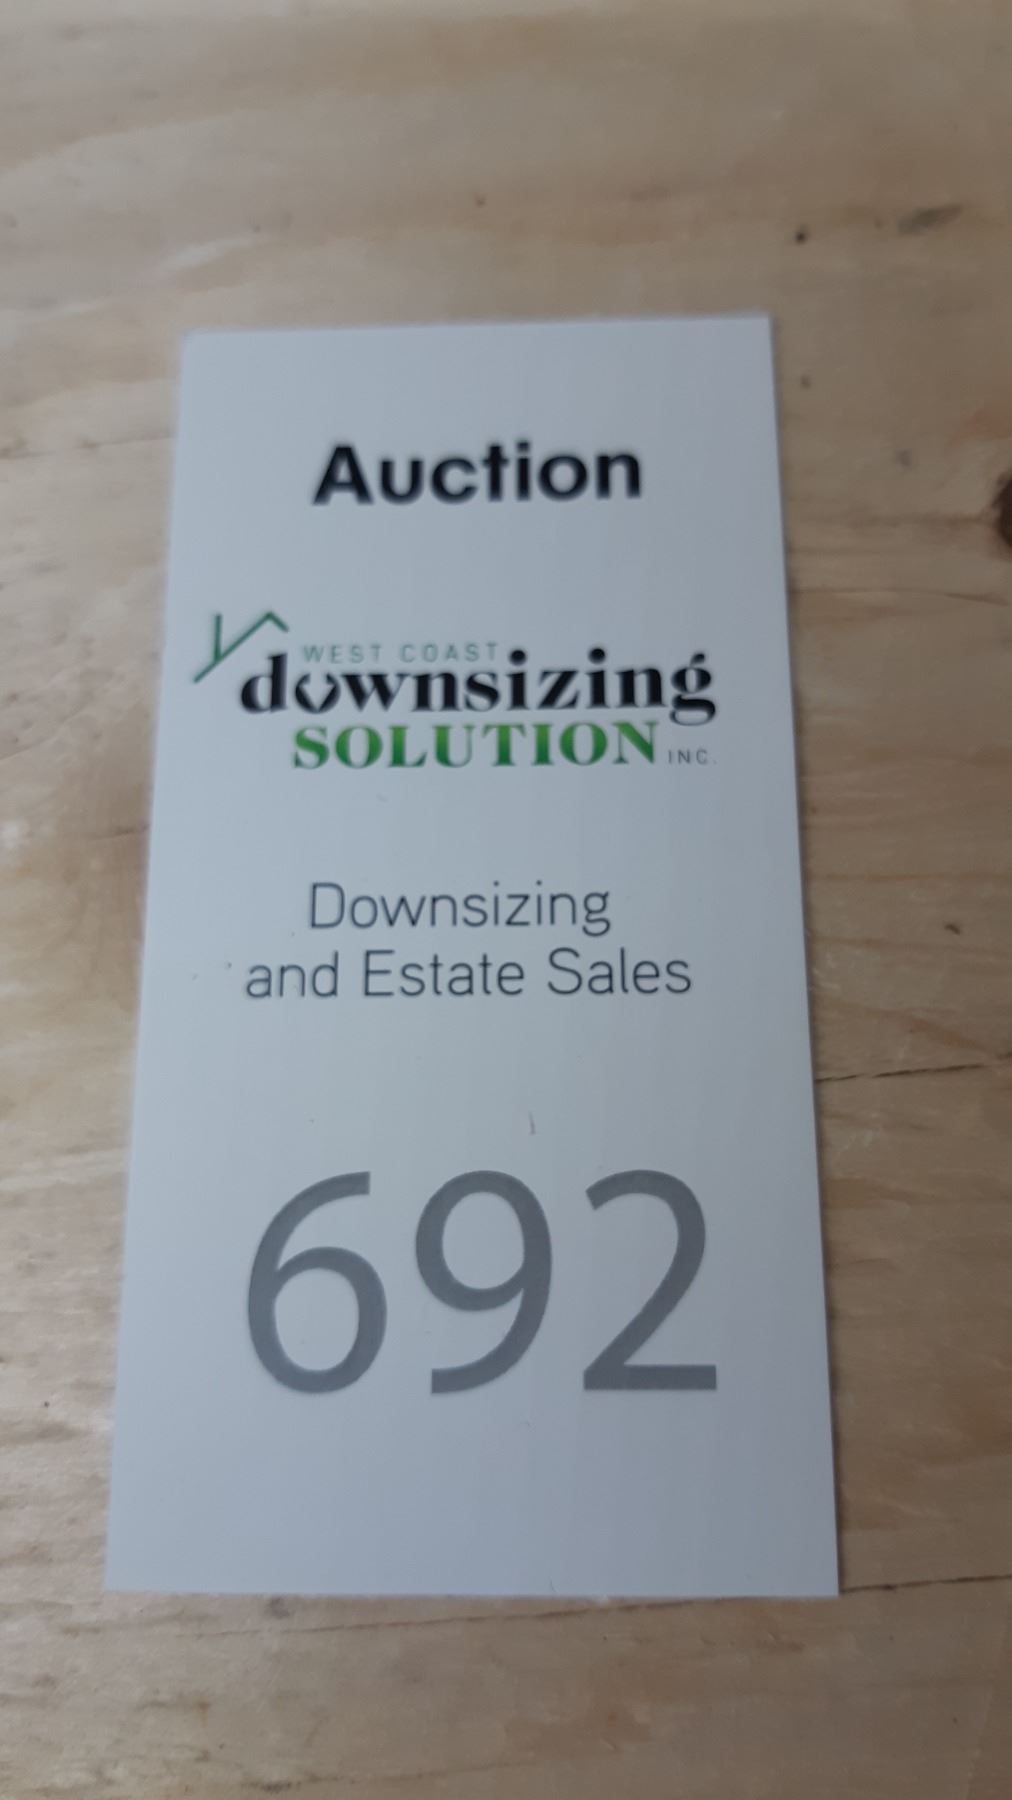 Auction
WEST COAST
downsizing
SOLUTION INC.
Downsizing
and Estate Sales
692